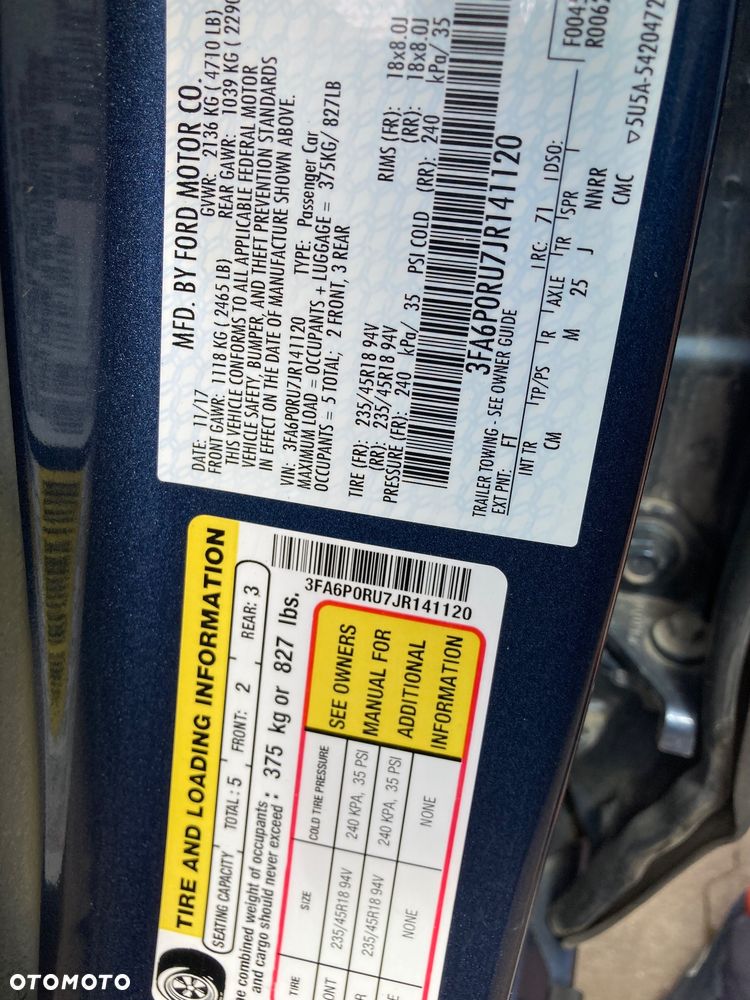 MFD. BY FORD MOTOR CO.
DATE: 11/17 GVWR: 2136 KG ( 4710 LB)
FRONT GAWR: 1118 KG (2465 LB) REAR GAWR: 1039 KG (2290
THIS VEHICLE CONFORMS TO ALL APPLICABLE FEDERAL MOTOR
VEHICLE SAFETY, BUMPER, AND THEFT PREVENTION STANDARDS
IN EFFECT ON THE DATE OF MANUFACTURE SHOWN ABOVE.
VIN: 3FA6P0RU7JR141120 TYPE: Passenger Car
MAXIMUM LOAD = OCCUPANTS + LUGGAGE = 375KG/ 827LB
OCCUPANTS = 5 TOTAL; 2 FRONT, 3 REAR
TIRE (FR): 235/45R18 94V RIMS (FR): 18x8.0J
(RR): 235/45R18 94V (RR): 18x8.0J
PRESSURE (FR): 240 kPa/ 35 PSI COLD (RR): 240 kPa/ 35
3FA6P0RU7JR141120
TRAILER TOWING - SEE OWNER GUIDE
EXT PNT: FT RC: 71 DSO:
INT TR TP/PS R AXLE TR SPR
CM M 25 J NNRR
CMC ▽5U5A-5420472
TIRE AND LOADING INFORMATION
SEATING CAPACITY TOTAL : 5 FRONT: 2 REAR: 3
he combined weight of occupants
and cargo should never exceed : 375 kg or 827 lbs.
3FA6P0RU7JR141120
TIRE SIZE COLD TIRE PRESSURE
ONT 235/45R18 94V 240 KPA, 35 PSI
R 235/45R18 94V 240 KPA, 35 PSI
NONE NONE
SEE OWNERS
MANUAL FOR
ADDITIONAL
INFORMATION
OTOMOTO